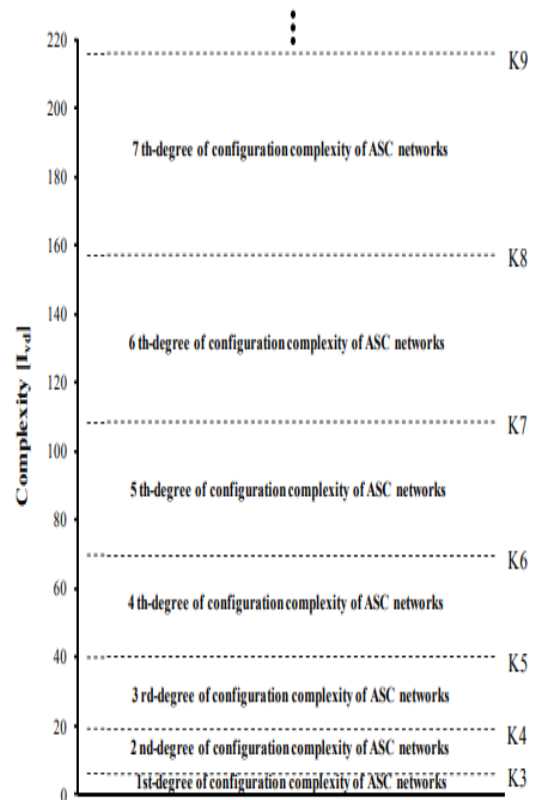 220
K9
200
7 th-degree of configuration complexity of ASC networks
180
160
K8
140
6 th-degree of configuration complexity of ASC networks
120
K7
100
5 th-degree of configuration complexity of ASC networks
80
K6
60
4 th-degree of configuration complexity of ASC networks
40
K5
3 rd-degree of configuration complexity of ASC networks
20
K4
2 nd-degree of configuration complexity of ASC networks
K3
1st-degree of configuration complexity of ASC networks
0
Complexity [Ivd]